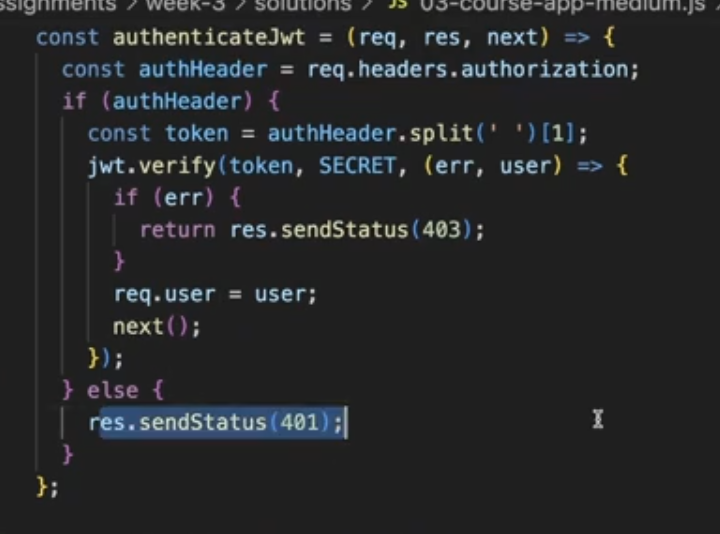 ssignments > week-3 > solutions > JS 03-course-app-medium.js >
const authenticateJwt = (req, res, next) => {
const authHeader = req.headers.authorization;
if (authHeader) {
const token = authHeader.split(' ')[1];
jwt.verify(token, SECRET, (err, user) => {
if (err) {
return res.sendStatus(403);
}
req.user = user;
next();
});
} else {
res.sendStatus(401);
}
};